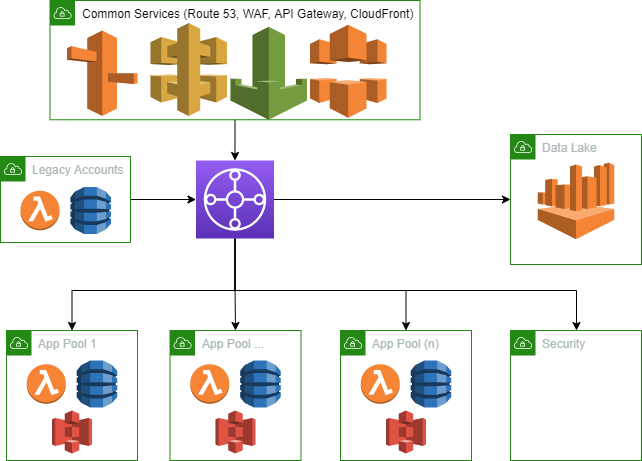 Common Services (Route 53, WAF, API Gateway, CloudFront)
Legacy Accounts
Data Lake
App Pool 1
App Pool ...
App Pool (n)
Security